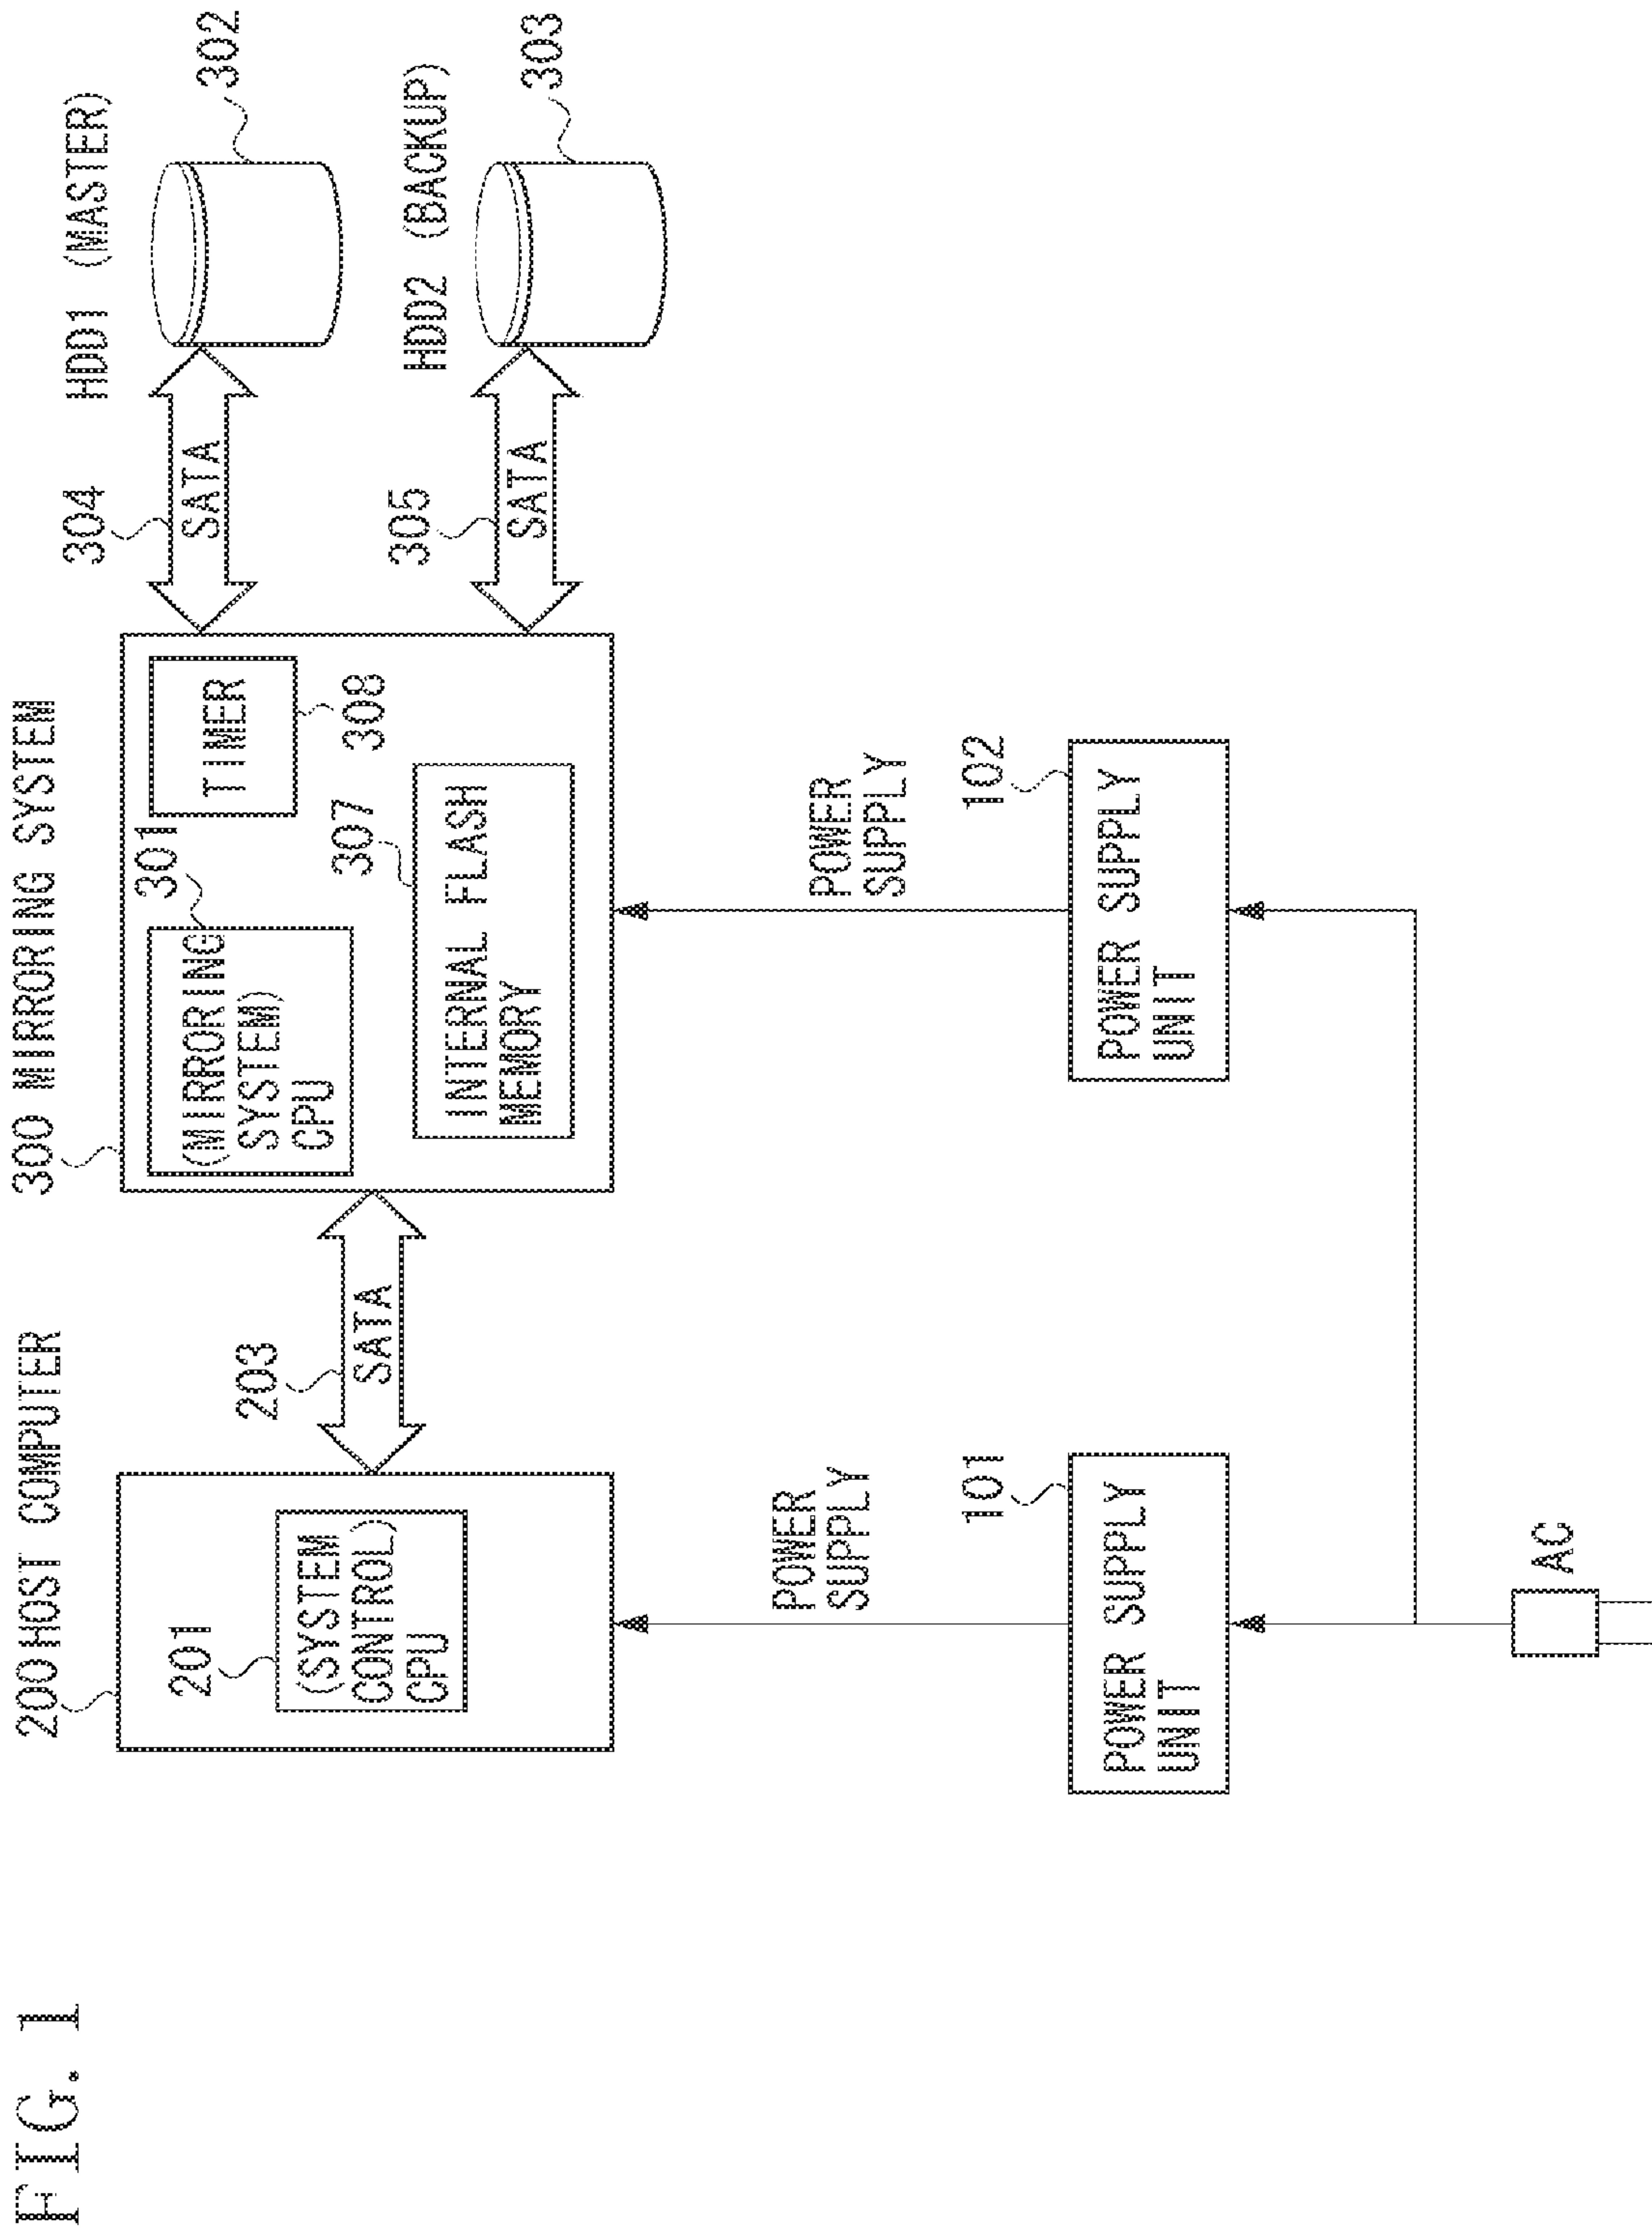 FIG. 1
200 HOST COMPUTER
201
(SYSTEM
CONTROL)
CPU
203
SATA
300 MIRRORING SYSTEM
301
(MIRRORING
SYSTEM)
CPU
TIMER
308
307
INTERNAL FLASH
MEMORY
304
SATA
HDD1 (MASTER)
302
305
SATA
HDD2 (BACKUP)
303
POWER
SUPPLY
POWER
SUPPLY
101
POWER SUPPLY
UNIT
102
POWER SUPPLY
UNIT
AC